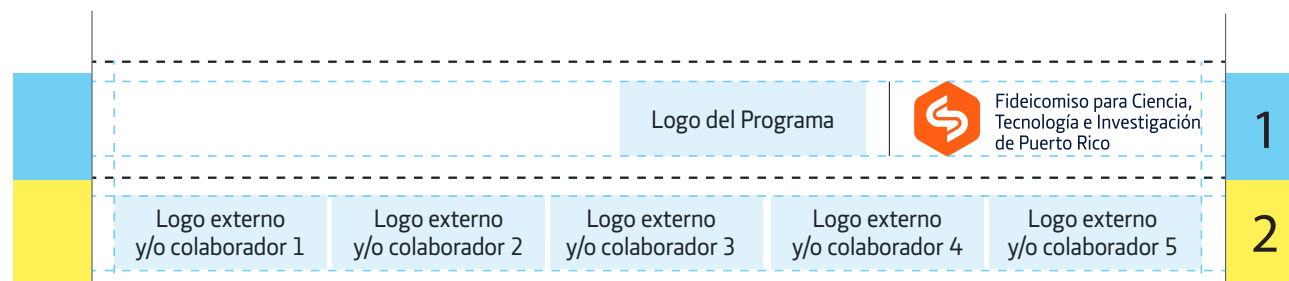 Logo del Programa
Fideicomiso para Ciencia,
Tecnología e Investigación
de Puerto Rico
1
Logo externo
y/o colaborador 1
Logo externo
y/o colaborador 2
Logo externo
y/o colaborador 3
Logo externo
y/o colaborador 4
Logo externo
y/o colaborador 5
2